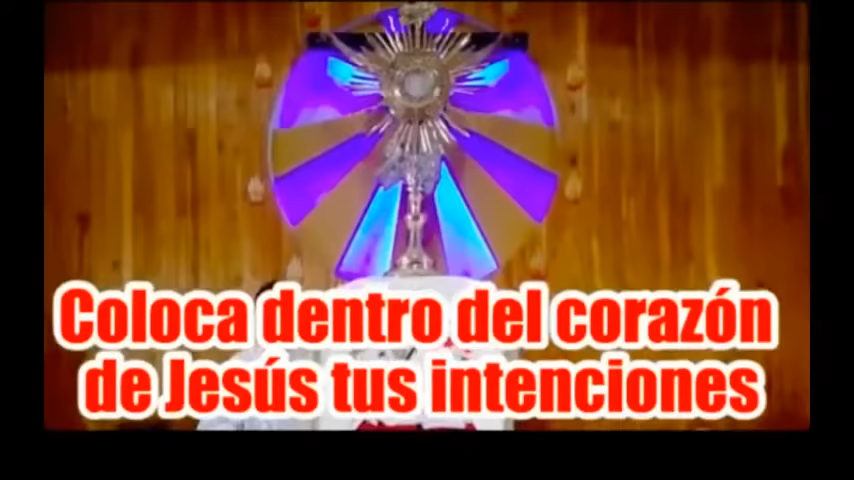 Coloca dentro del corazón
de Jesús tus intenciones